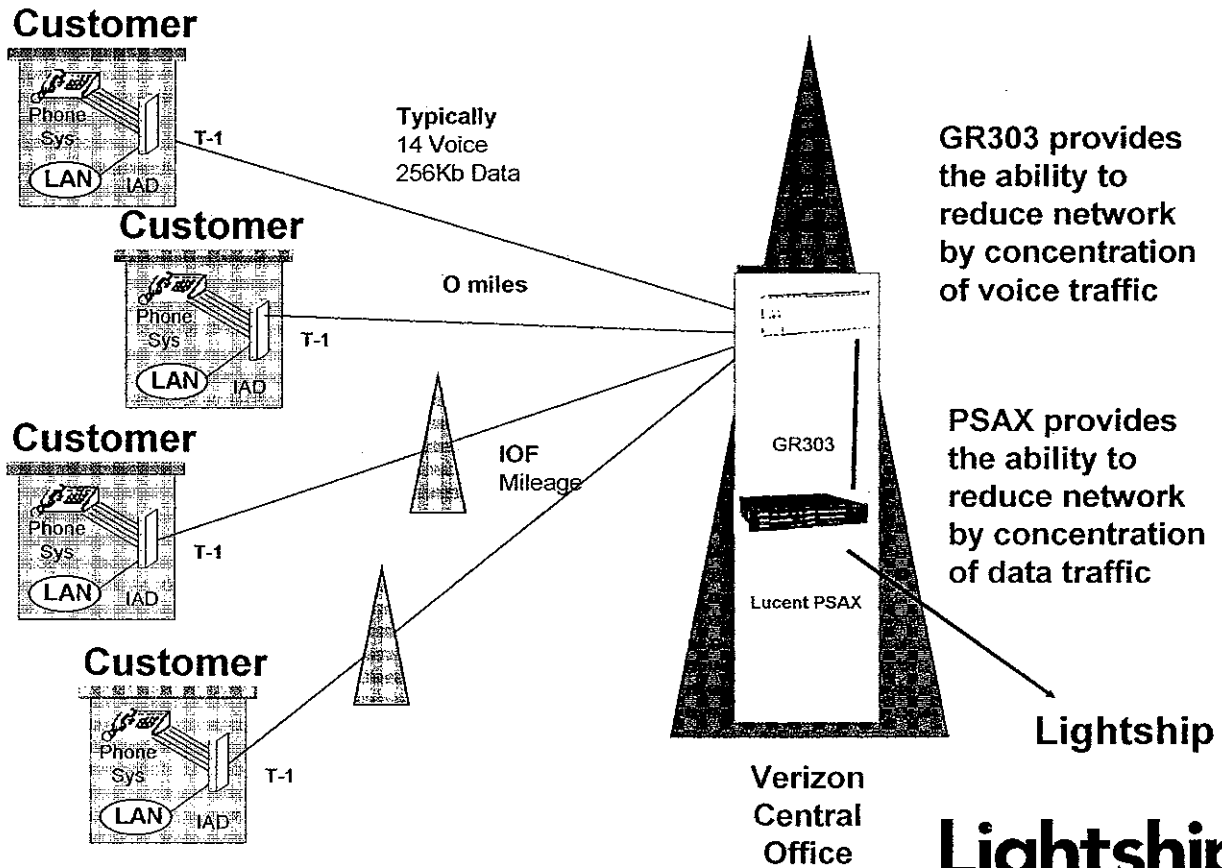 Customer
Phone
Sys
LAN
IAD
T-1
Typically
14 Voice
256Kb Data
Customer
Phone
Sys
LAN
IAD
T-1
O miles
Customer
Phone
Sys
LAN
IAD
T-1
IOF
Mileage
Customer
Phone
Sys
LAN
IAD
T-1
GR303
Lucent PSAX
Verizon
Central
Office
GR303 provides
the ability to
reduce network
by concentration
of voice traffic
PSAX provides
the ability to
reduce network
by concentration
of data traffic
Lightship
Lightship